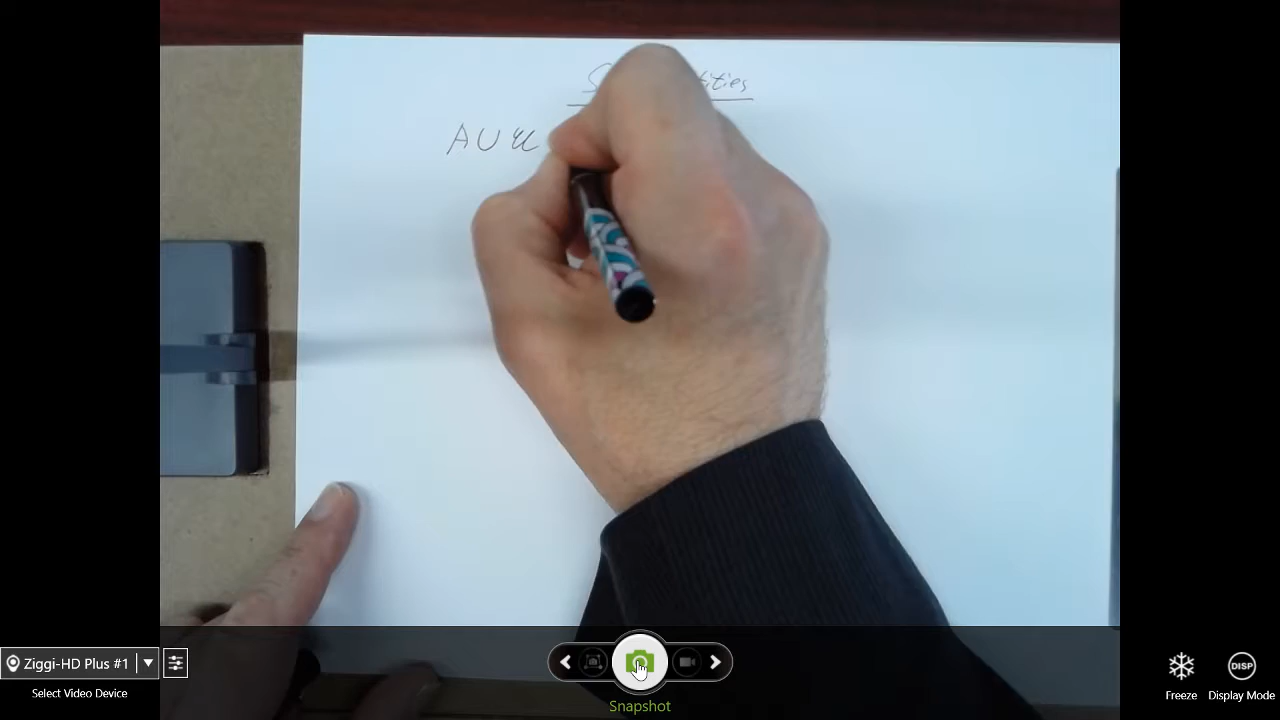 A ∪ 𝒰
Ziggi-HD Plus #1
Select Video Device
Snapshot
Freeze
DISP
Display Mode